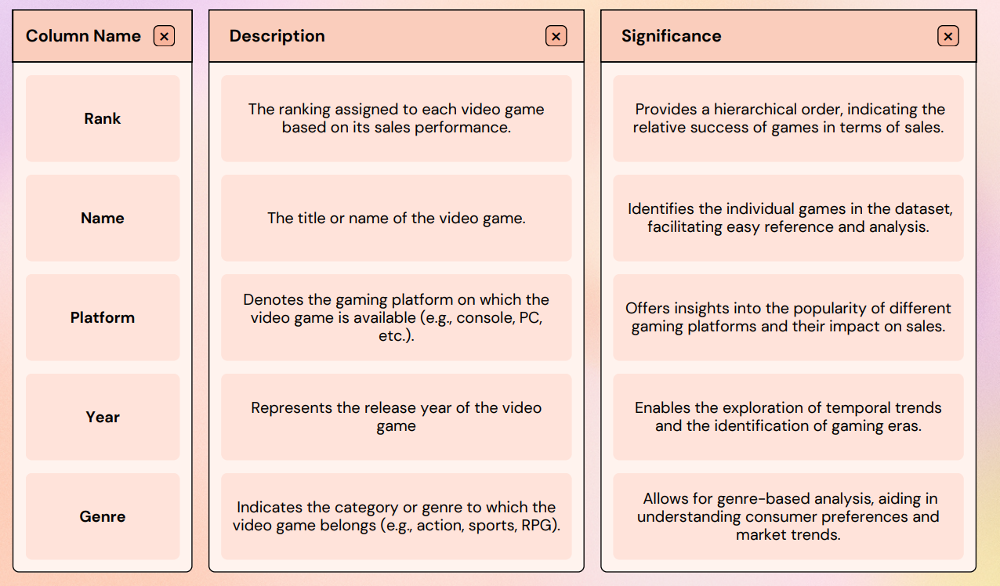 Column Name
Description
Significance
Rank
The ranking assigned to each video game
based on its sales performance.
Provides a hierarchical order, indicating the
relative success of games in terms of sales.
Name
The title or name of the video game.
Identifies the individual games in the dataset,
facilitating easy reference and analysis.
Platform
Denotes the gaming platform on which the
video game is available (e.g., console, PC,
etc.).
Offers insights into the popularity of different
gaming platforms and their impact on sales.
Year
Represents the release year of the video
game
Enables the exploration of temporal trends
and the identification of gaming eras.
Genre
Indicates the category or genre to which the
video game belongs (e.g., action, sports, RPG).
Allows for genre-based analysis, aiding in
understanding consumer preferences and
market trends.